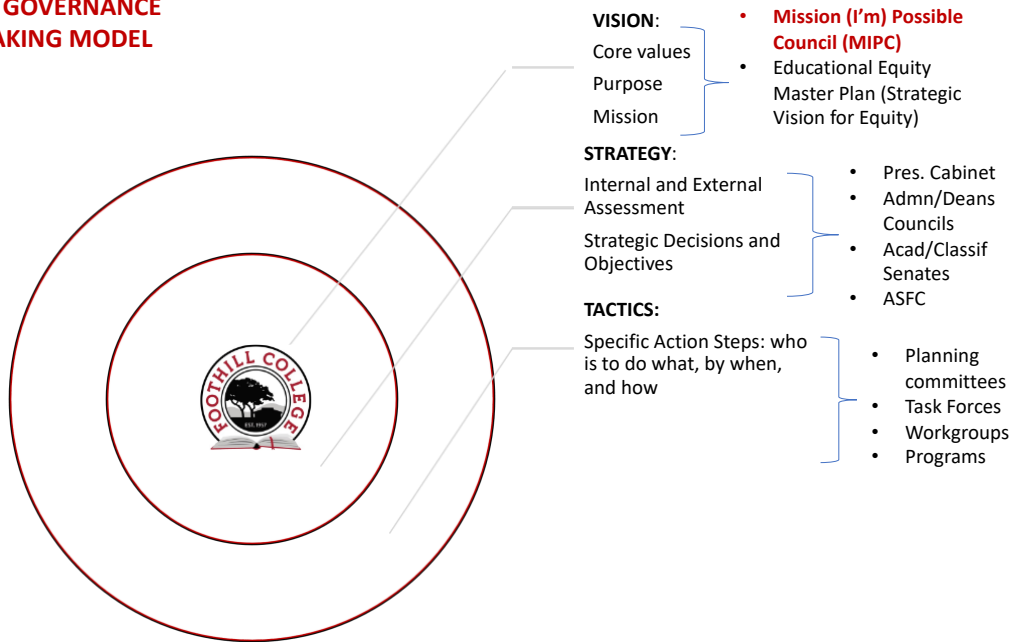 GOVERNANCE
AKING MODEL
VISION:
Core values
Purpose
Mission
• Mission (I'm) Possible
Council (MIPC)
• Educational Equity
Master Plan (Strategic
Vision for Equity)
STRATEGY:
Internal and External
Assessment
Strategic Decisions and
Objectives
• Pres. Cabinet
• Admn/Deans
Councils
• Acad/Classif
Senates
• ASFC
TACTICS:
Specific Action Steps: who
is to do what, by when,
and how
• Planning
committees
• Task Forces
• Workgroups
• Programs
FOOTHILL COLLEGE
EST. 1957